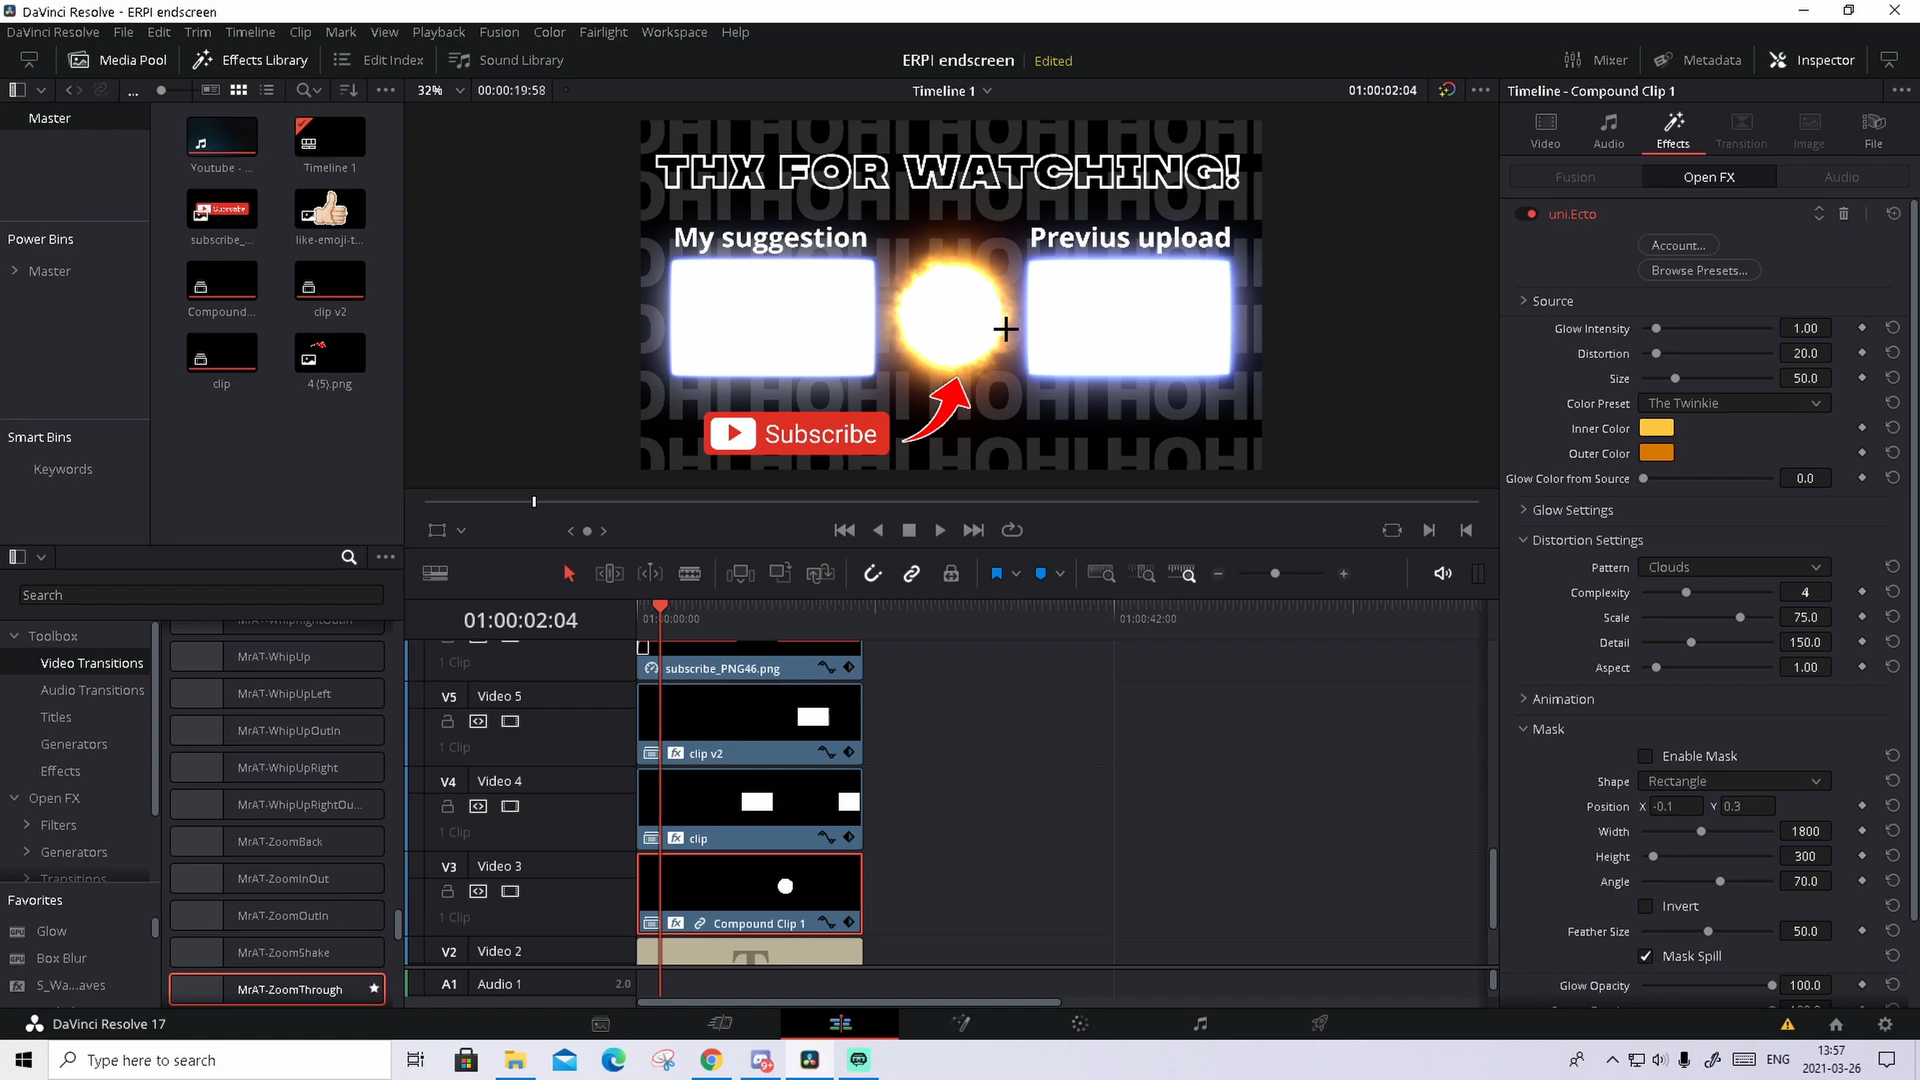 DaVinci Resolve - ERPI endscreen
DaVinci Resolve File Edit Trim Timeline Clip Mark View Playback Fusion Color Fairlight Workspace Help
Media Pool Effects Library Edit Index Sound Library ERPI endscreen Edited Mixer Metadata Inspector
32% 00:00:19:58 Timeline 1 01:00:02:04 Timeline - Compound Clip 1
Master
Power Bins
Master
Smart Bins
Keywords
Youtube - ... Timeline 1
subscribe_... like-emoji-t...
Compound... clip v2
clip 4 (5).png
THX FOR WATCHING!
My suggestion Previus upload
Subscribe
Video Audio Effects Transition Image File
Fusion Open FX Audio
uni.Ecto
Account...
Browse Presets...
Source
Glow Intensity 1.00
Distortion 20.0
Size 50.0
Color Preset The Twinkie
Inner Color
Outer Color
Glow Color from Source 0.0
Glow Settings
Distortion Settings
Pattern Clouds
Complexity 4
Scale 75.0
Detail 150.0
Aspect 1.00
Animation
Mask
Enable Mask
Shape Rectangle
Position X -0.1 Y 0.3
Width 1800
Height 300
Angle 70.0
Invert
Feather Size 50.0
Mask Spill
Glow Opacity 100.0
Search
Toolbox
Video Transitions
Audio Transitions
Titles
Generators
Effects
Open FX
Filters
Generators
Transitions
Favorites
Glow
Box Blur
S_Wa...aves
MrAT-WhipRightOutIn
MrAT-WhipUp
MrAT-WhipUpLeft
MrAT-WhipUpOutIn
MrAT-WhipUpRight
MrAT-WhipUpRightOu...
MrAT-ZoomBack
MrAT-ZoomInOut
MrAT-ZoomOutIn
MrAT-ZoomShake
MrAT-ZoomThrough
01:00:02:04 01:00:00:00 01:00:42:00
1 Clip subscribe_PNG46.png
V5 Video 5
1 Clip clip v2
V4 Video 4
1 Clip clip
V3 Video 3
1 Clip Compound Clip 1
V2 Video 2
A1 Audio 1 2.0
DaVinci Resolve 17
Type here to search
9+
ENG
13:57
2021-03-26